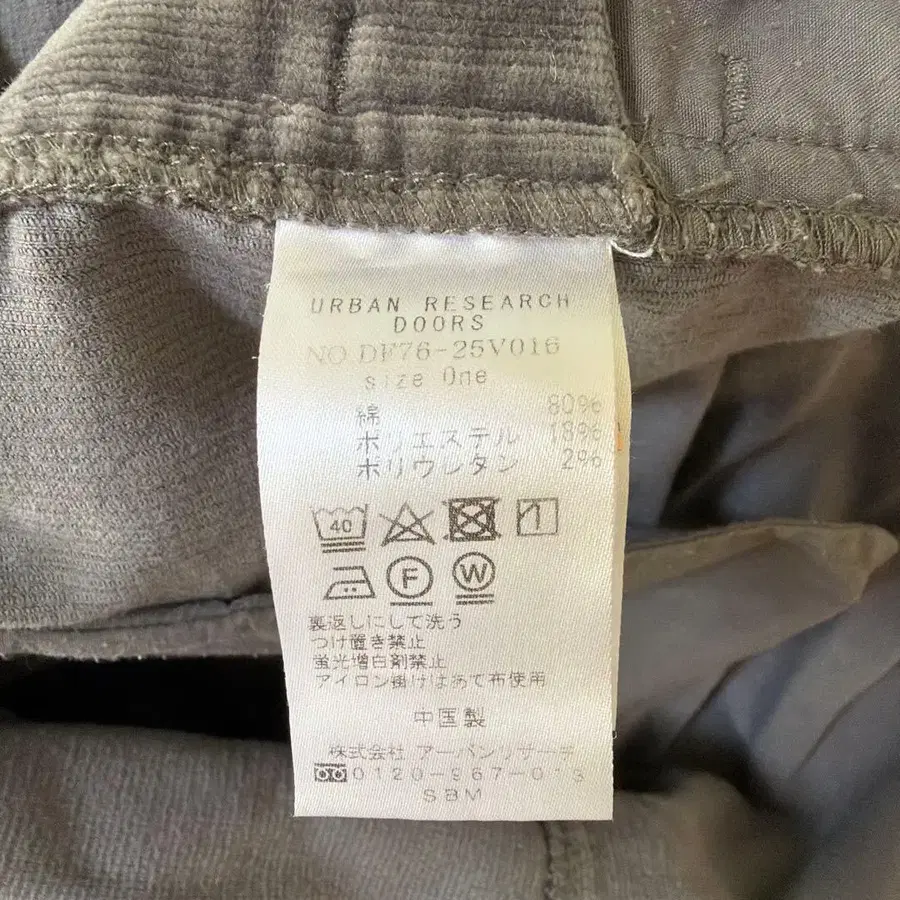 URBAN RESEARCH
DOORS
NO DF76-25V016
size One
綿 80%
ポリエステル 18%
ポリウレタン 2%
40
F W
裏返しにして洗う
つけ置き禁止
蛍光増白剤禁止
アイロン掛けはあて布使用
中国製
株式会社 アーバンリサーチ
0120-967-013
SBM